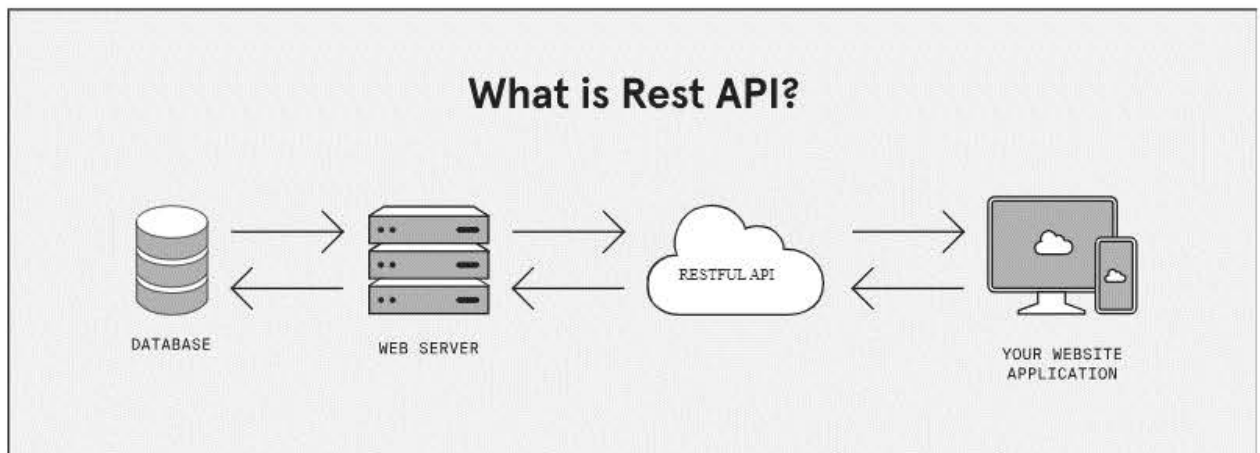 What is Rest API?
RESTFUL API
DATABASE
WEB SERVER
YOUR WEBSITE
APPLICATION